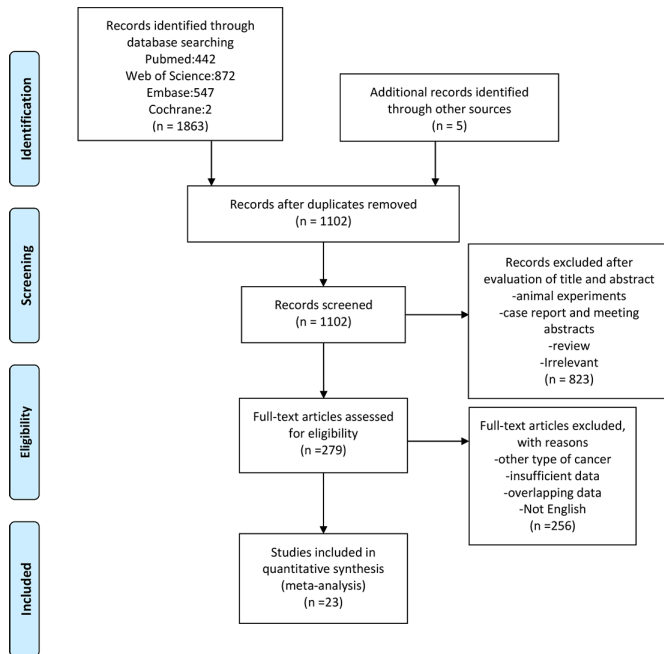 Identification
Records identified through
database searching
Pubmed:442
Web of Science:872
Embase:547
Cochrane:2
(n = 1863)
Additional records identified
through other sources
(n = 5)
Records after duplicates removed
(n = 1102)
Screening
Records screened
(n = 1102)
Records excluded after
evaluation of title and abstract
-animal experiments
-case report and meeting
abstracts
-review
-Irrelevant
(n = 823)
Eligibility
Full-text articles assessed
for eligibility
(n =279)
Full-text articles excluded,
with reasons
-other type of cancer
-insufficient data
-overlapping data
-Not English
(n =256)
Included
Studies included in
quantitative synthesis
(meta-analysis)
(n =23)